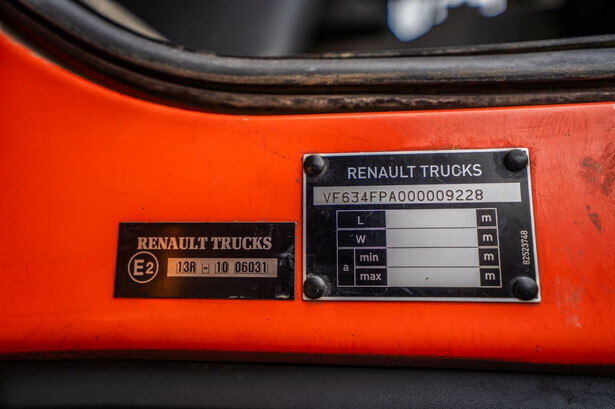 RENAULT TRUCKS
VF634FPA000009228
L m
W m
a min m
max m
82523748
RENAULT TRUCKS
E2 13R - 10 06031